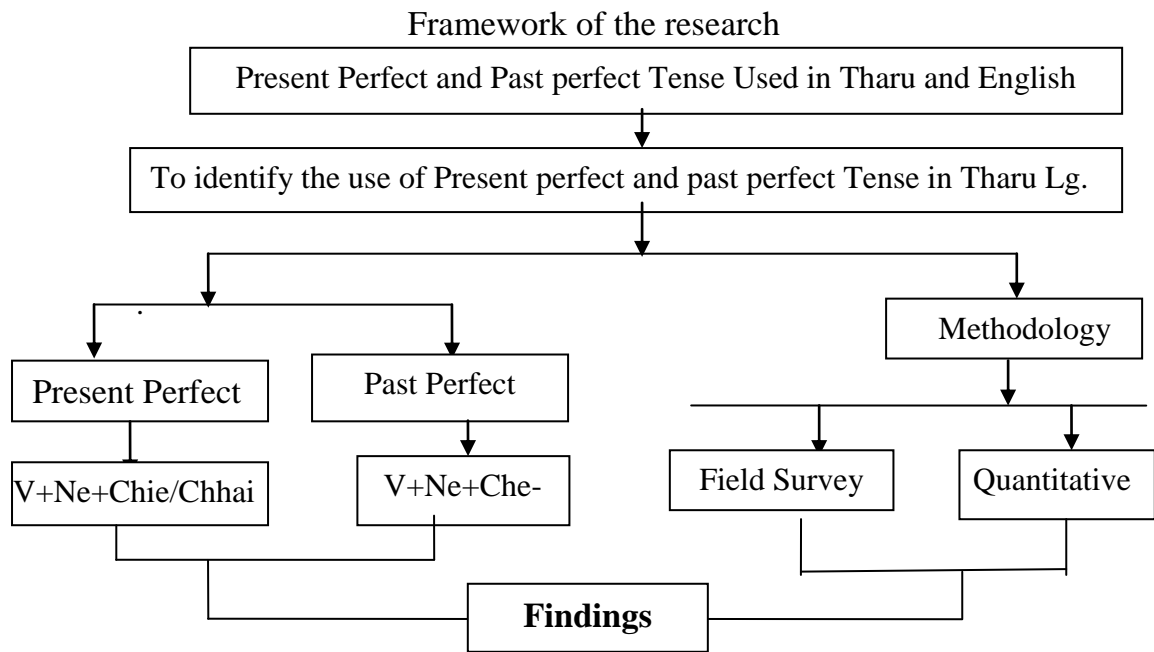 Framework of the research
Present Perfect and Past perfect Tense Used in Tharu and English
To identify the use of Present perfect and past perfect Tense in Tharu Lg.
Methodology
Present Perfect
Past Perfect
V+Ne+Chie/Chhai
V+Ne+Che-
Field Survey
Quantitative
Findings